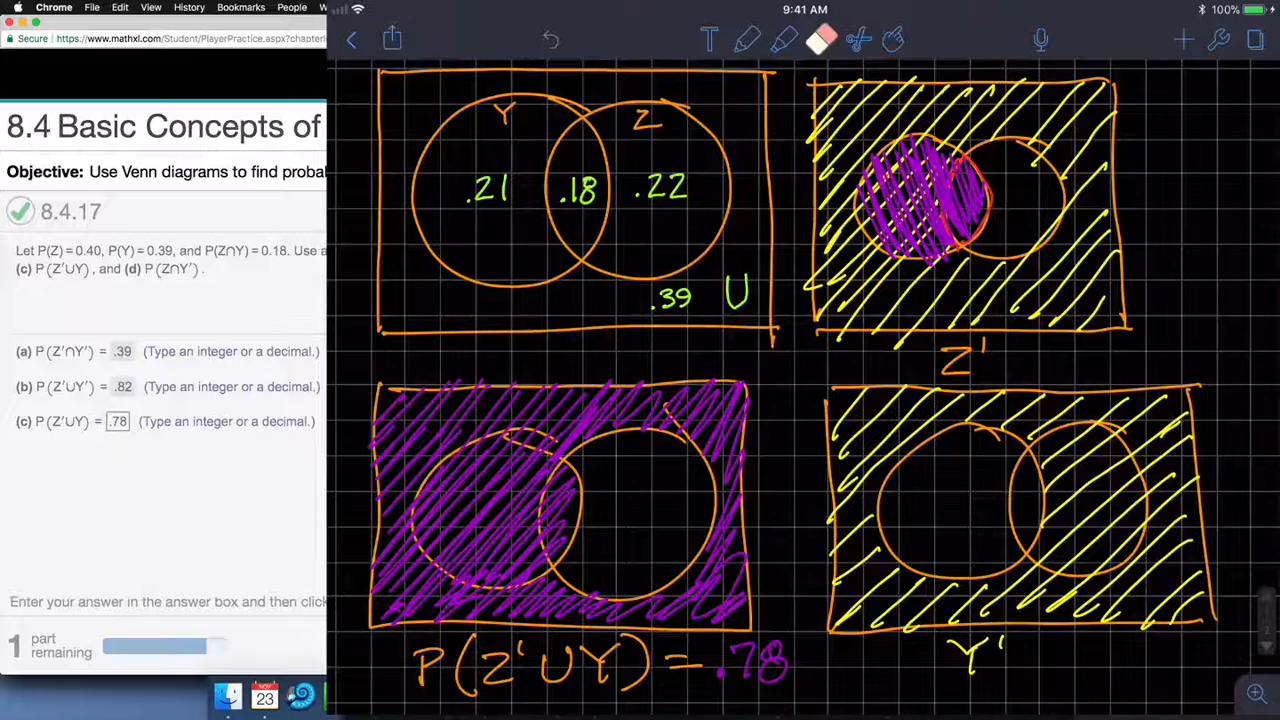 Chrome File Edit View History Bookmarks People
9:41 AM
100%
Secure https://www.mathxl.com/Student/PlayerPractice.aspx?chapterI
8.4 Basic Concepts of
Objective: Use Venn diagrams to find proba
8.4.17
Let P(Z) = 0.40, P(Y) = 0.39, and P(Z∩Y) = 0.18. Use a
(c) P(Z'∪Y), and (d) P(Z∩Y').
(a) P(Z'∩Y') = .39 (Type an integer or a decimal.)
(b) P(Z'∪Y') = .82 (Type an integer or a decimal.)
(c) P(Z'∪Y) = .78 (Type an integer or a decimal.)
Enter your answer in the answer box and then click
1 part
remaining
NOV
23
Y Z
.21 .18 .22
.39 U
Z'
P(Z'∪Y) = .78
Y'